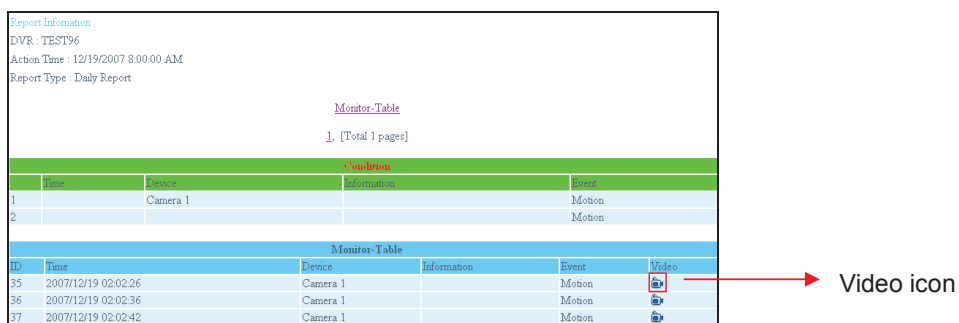 Report Infomation
DVR : TEST96
Action Time : 12/19/2007 8:00:00 AM
Report Type : Daily Report
Monitor-Table
1. [Total 1 pages]
Condition
Time Device Information Event
1 Camera 1 Motion
2 Motion
Monitor-Table
ID Time Device Information Event Video
35 2007/12/19 02:02:26 Camera 1 Motion
36 2007/12/19 02:02:36 Camera 1 Motion
37 2007/12/19 02:02:42 Camera 1 Motion
Video icon